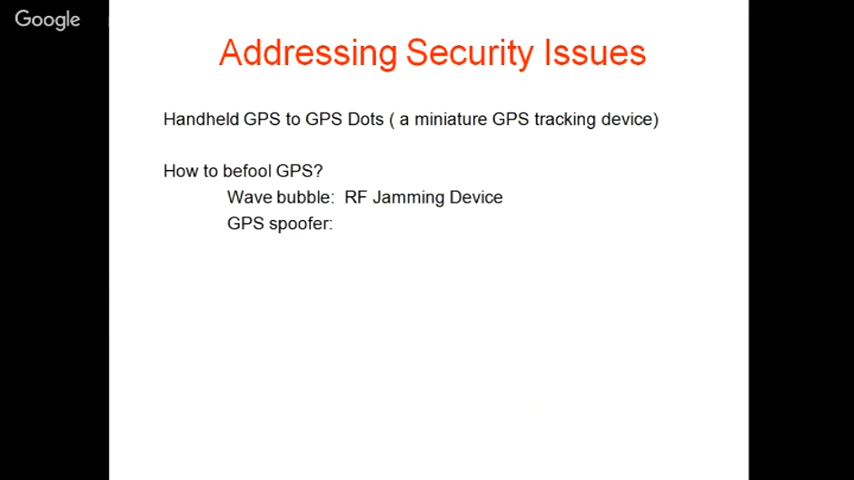 Google
Addressing Security Issues
Handheld GPS to GPS Dots ( a miniature GPS tracking device)
How to befool GPS?
Wave bubble: RF Jamming Device
GPS spoofer: